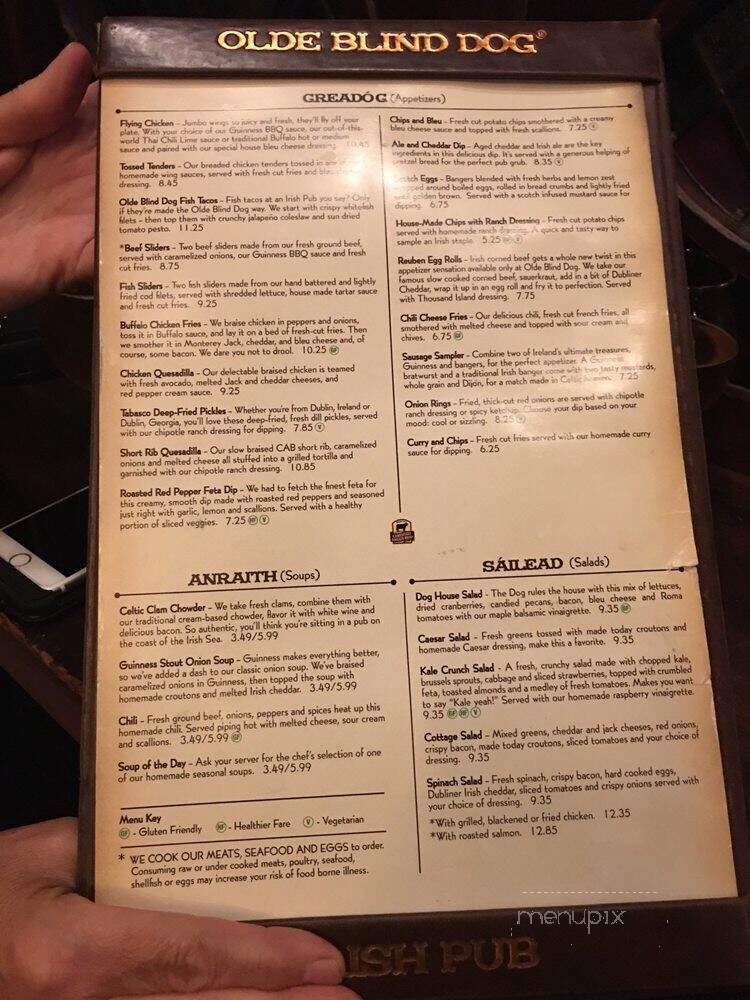 OLDE BLIND DOG®
GREADÓG (Appetizers)
Flying Chicken - Jumbo wings so juicy and fresh, they'll fly off your
plate. With your choice of our Guinness BBQ sauce, our out-of-this-
world Thai Chili Lime sauce or traditional Buffalo hot or medium
sauce and paired with our special house bleu cheese dressing. 10.45
Tossed Tenders - Our breaded chicken tenders tossed in any of our
homemade wing sauces, served with fresh cut fries and bleu cheese
dressing. 8.45
Olde Blind Dog Fish Tacos - Fish tacos at an Irish Pub you say? Only
if they're made the Olde Blind Dog way. We start with crispy whitefish
filets - then top them with crunchy jalapeño coleslaw and sun dried
tomato pesto. 11.25
*Beef Sliders - Two beef sliders made from our fresh ground beef,
served with caramelized onions, our Guinness BBQ sauce and fresh
cut fries. 8.75
Fish Sliders - Two fish sliders made from our hand battered and lightly
fried cod filets, served with shredded lettuce, house made tartar sauce
and fresh cut fries. 9.25
Buffalo Chicken Fries - We braise chicken in peppers and onions,
toss it in Buffalo sauce, and lay it on a bed of fresh-cut fries. Then
we smother it in Monterey Jack, cheddar, and bleu cheese and, of
course, some bacon. We dare you not to drool. 10.25 GF
Chicken Quesadilla - Our delectable braised chicken is teamed
with fresh avocado, melted Jack and cheddar cheeses, and
red pepper cream sauce. 9.25
Tabasco Deep-Fried Pickles - Whether you're from Dublin, Ireland or
Dublin, Georgia, you'll love these deep-fried, fresh dill pickles, served
with our chipotle ranch dressing for dipping. 7.85 V
Short Rib Quesadilla - Our slow braised CAB short rib, caramelized
onions and melted cheese all stuffed into a grilled tortilla and
garnished with our chipotle ranch dressing. 10.85
Roasted Red Pepper Feta Dip - We had to fetch the finest feta for
this creamy, smooth dip made with roasted red peppers and seasoned
just right with garlic, lemon and scallions. Served with a healthy
portion of sliced veggies. 7.25 HF V
Chips and Bleu - Fresh cut potato chips smothered with a creamy
bleu cheese sauce and topped with fresh scallions. 7.25 V
Ale and Cheddar Dip - Aged cheddar and Irish ale are the key
ingredients in this delicious dip. It's served with a generous helping of
pretzel bread for the perfect pub grub. 8.35 V
Scotch Eggs - Bangers blended with fresh herbs and lemon zest
around boiled eggs, rolled in bread crumbs and lightly fried
until golden brown. Served with a scotch infused mustard sauce for
dipping. 6.75
House-Made Chips with Ranch Dressing - Fresh cut potato chips
served with homemade ranch dressing. A quick and tasty way to
sample an Irish staple. 5.25
Reuben Egg Rolls - Irish corned beef gets a whole new twist in this
appetizer sensation available only at Olde Blind Dog. We take our
famous slow cooked corned beef, sauerkraut, add in a bit of Dubliner
Cheddar, wrap it up in an egg roll and fry it to perfection. Served
with Thousand Island dressing. 7.75
Chili Cheese Fries - Our delicious chili, fresh cut french fries, all
smothered with melted cheese and topped with sour cream and
chives. 6.75 GF
Sausage Sampler - Combine two of Ireland's ultimate treasures,
Guinness and bangers, for the perfect appetizer. A Guinness
bratwurst and a traditional Irish banger come with two tasty mustards,
whole grain and Dijon, for a match made in Celtic heaven. 7.25
Onion Rings - Fried, thick-cut red onions are served with chipotle
ranch dressing or spicy ketchup. Choose your dip based on your
mood: cool or sizzling. 8.25 V
Curry and Chips - Fresh cut fries served with our homemade curry
sauce for dipping. 6.25
ANRAITH (Soups)
Celtic Clam Chowder - We take fresh clams, combine them with
our traditional cream-based chowder, flavor it with white wine and
delicious bacon. So authentic, you'll think you're sitting in a pub on
the coast of the Irish Sea. 3.49/5.99
Guinness Stout Onion Soup - Guinness makes everything better,
so we've added a dash to our classic onion soup. We've braised
caramelized onions in Guinness, then topped the soup with
homemade croutons and melted Irish cheddar. 3.49/5.99
Chili - Fresh ground beef, onions, peppers and spices heat up this
homemade chili. Served piping hot with melted cheese, sour cream
and scallions. 3.49/5.99 GF
Soup of the Day - Ask your server for the chef's selection of one
of our homemade seasonal soups. 3.49/5.99
Menu Key
GF - Gluten Friendly HF - Healthier Fare V - Vegetarian
* WE COOK OUR MEATS, SEAFOOD AND EGGS to order.
Consuming raw or under cooked meats, poultry, seafood,
shellfish or eggs may increase your risk of food borne illness.
SÁILEAD (Salads)
Dog House Salad - The Dog rules the house with this mix of lettuces,
dried cranberries, candied pecans, bacon, bleu cheese and Roma
tomatoes with our maple balsamic vinaigrette. 9.35 GF
Caesar Salad - Fresh greens tossed with made today croutons and
homemade Caesar dressing, make this a favorite. 9.35
Kale Crunch Salad - A fresh, crunchy salad made with chopped kale,
brussels sprouts, cabbage and sliced strawberries, topped with crumbled
feta, toasted almonds and a medley of fresh tomatoes. Makes you want
to say "Kale yeah!" Served with our homemade raspberry vinaigrette.
9.35 GF HF V
Cottage Salad - Mixed greens, cheddar and jack cheeses, red onions,
crispy bacon, made today croutons, sliced tomatoes and your choice of
dressing. 9.35
Spinach Salad - Fresh spinach, crispy bacon, hard cooked eggs,
Dubliner Irish cheddar, sliced tomatoes and crispy onions served with
your choice of dressing. 9.35
*With grilled, blackened or fried chicken. 12.35
*With roasted salmon. 12.85
menupix
IRISH PUB